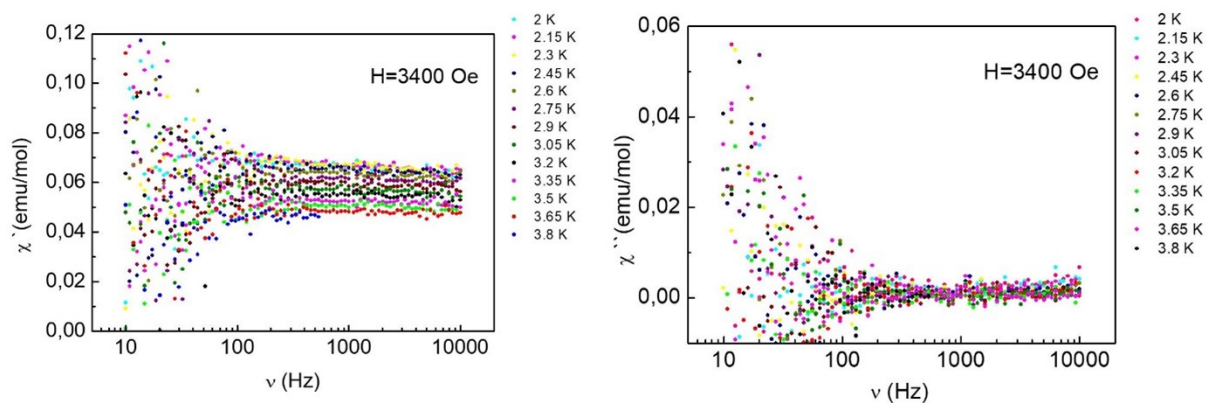 χ ` (emu/mol)
0,12
0,10
0,08
0,06
0,04
0,02
0,00
H=3400 Oe
10
100
1000
10000
ν (Hz)
2 K
2.15 K
2.3 K
2.45 K
2.6 K
2.75 K
2.9 K
3.05 K
3.2 K
3.35 K
3.5 K
3.65 K
3.8 K
χ `` (emu/mol)
0,06
0,04
0,02
0,00
H=3400 Oe
10
100
1000
10000
ν (Hz)
2 K
2.15 K
2.3 K
2.45 K
2.6 K
2.75 K
2.9 K
3.05 K
3.2 K
3.35 K
3.5 K
3.65 K
3.8 K